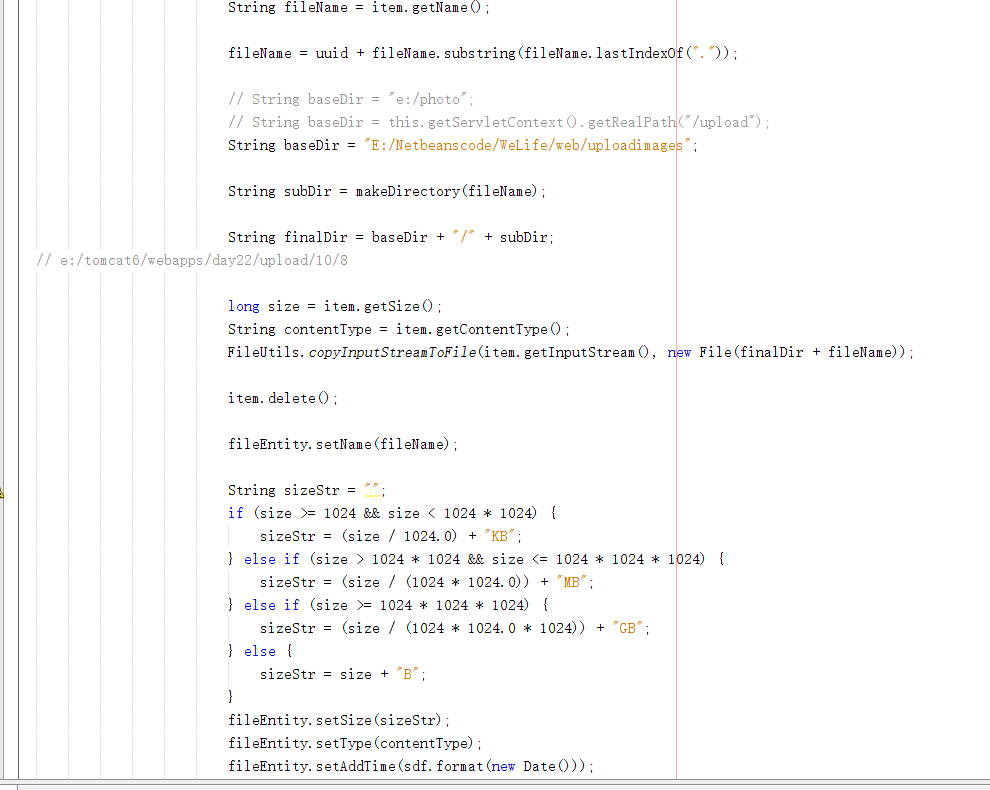 String fileName = item.getName();
fileName = uuid + fileName.substring(fileName.lastIndexOf("."));
// String baseDir = "e:/photo";
// String baseDir = this.getServletContext().getRealPath("/upload");
String baseDir = "E:/Netbeanscode/WeLife/web/uploadimages";
String subDir = makeDirectory(fileName);
String finalDir = baseDir + "/" + subDir;
// e:/tomcat6/webapps/day22/upload/10/8
long size = item.getSize();
String contentType = item.getContentType();
FileUtils.copyInputStreamToFile(item.getInputStream(), new File(finalDir + fileName));
item.delete();
fileEntity.setName(fileName);
String sizeStr = "";
if (size >= 1024 && size < 1024 * 1024) {
sizeStr = (size / 1024.0) + "KB";
} else if (size > 1024 * 1024 && size <= 1024 * 1024 * 1024) {
sizeStr = (size / (1024 * 1024.0)) + "MB";
} else if (size >= 1024 * 1024 * 1024) {
sizeStr = (size / (1024 * 1024.0 * 1024)) + "GB";
} else {
sizeStr = size + "B";
}
fileEntity.setSize(sizeStr);
fileEntity.setType(contentType);
fileEntity.setAddTime(sdf.format(new Date()));